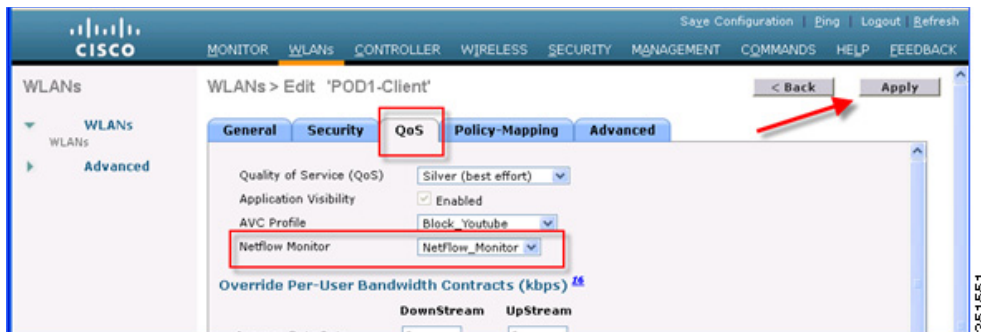 Save Configuration | Ping | Logout | Refresh
CISCO
MONITOR WLANs CONTROLLER WIRELESS SECURITY MANAGEMENT COMMANDS HELP FEEDBACK
WLANs
WLANs > Edit 'POD1-Client'
< Back
Apply
WLANs
WLANs
Advanced
General Security QoS Policy-Mapping Advanced
Quality of Service (QoS) Silver (best effort)
Application Visibility Enabled
AVC Profile Block_Youtube
Netflow Monitor NetFlow_Monitor
Override Per-User Bandwidth Contracts (kbps) 16
DownStream UpStream
351551